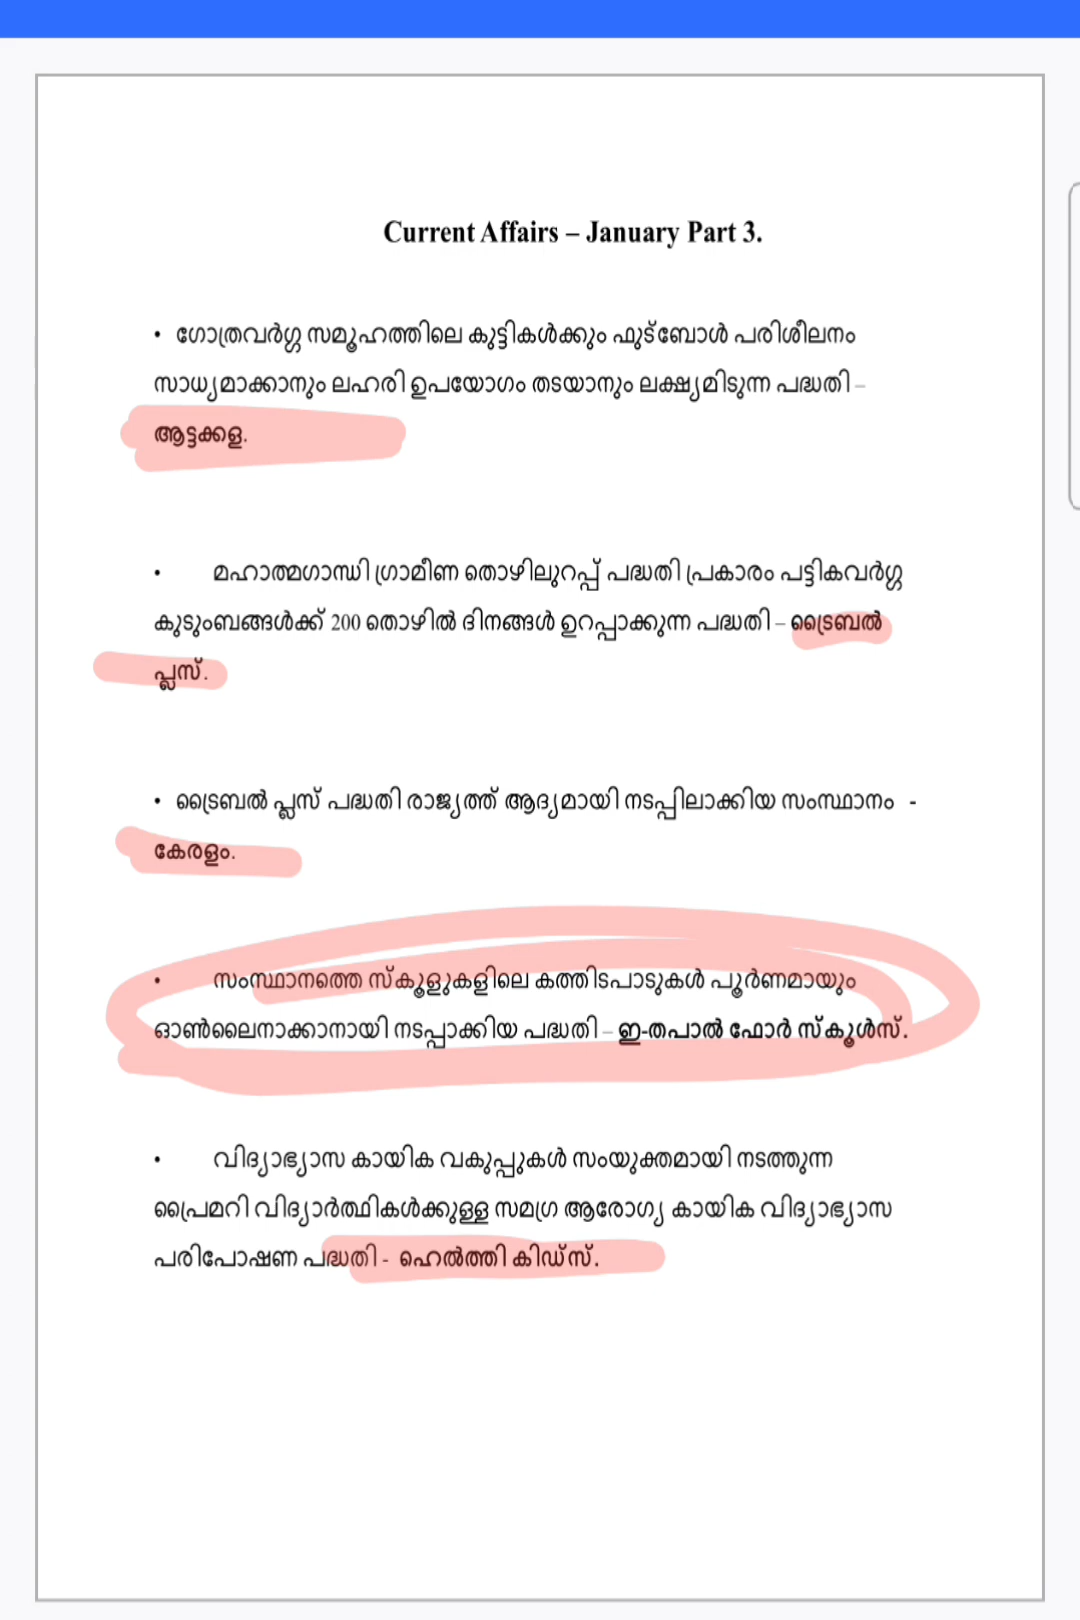 Current Affairs – January Part 3.
• ഗോത്രവർഗ്ഗ സമൂഹത്തിലെ കുട്ടികൾക്കും ഫുട്ബോൾ പരിശീലനം
സാധ്യമാക്കാനും ലഹരി ഉപയോഗം തടയാനും ലക്ഷ്യമിടുന്ന പദ്ധതി –
ആട്ടക്കള.
• മഹാത്മഗാന്ധി ഗ്രാമീണ തൊഴിലുറപ്പ് പദ്ധതി പ്രകാരം പട്ടികവർഗ്ഗ
കുടുംബങ്ങൾക്ക് 200 തൊഴിൽ ദിനങ്ങൾ ഉറപ്പാക്കുന്ന പദ്ധതി – ട്രൈബൽ
പ്ലസ്.
• ട്രൈബൽ പ്ലസ് പദ്ധതി രാജ്യത്ത് ആദ്യമായി നടപ്പിലാക്കിയ സംസ്ഥാനം -
കേരളം.
• സംസ്ഥാനത്തെ സ്കൂളുകളിലെ കത്തിടപാടുകൾ പൂർണമായും
ഓൺലൈനാക്കാനായി നടപ്പാക്കിയ പദ്ധതി – ഇ-തപാൽ ഫോർ സ്കൂൾസ്.
• വിദ്യാഭ്യാസ കായിക വകുപ്പുകൾ സംയുക്തമായി നടത്തുന്ന
പ്രൈമറി വിദ്യാർത്ഥികൾക്കുള്ള സമഗ്ര ആരോഗ്യ കായിക വിദ്യാഭ്യാസ
പരിപോഷണ പദ്ധതി - ഹെൽത്തി കിഡ്സ്.